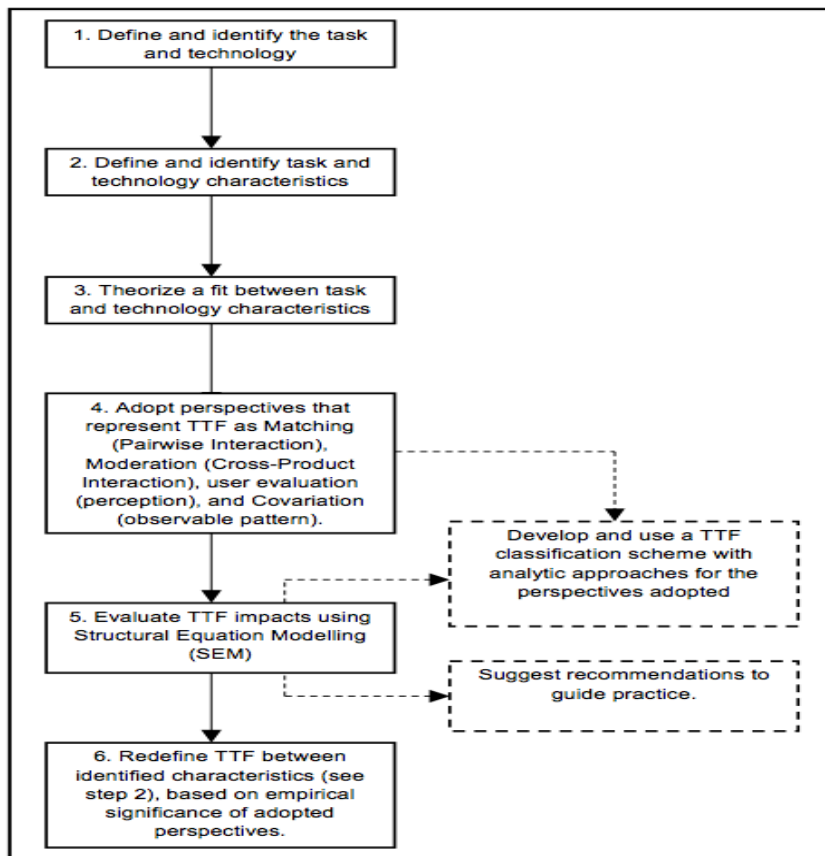 1. Define and identify the task
and technology
2. Define and identify task and
technology characteristics
3. Theorize a fit between task
and technology characteristics
4. Adopt perspectives that
represent TTF as Matching
(Pairwise Interaction),
Moderation (Cross-Product
Interaction), user evaluation
(perception), and Covariation
(observable pattern).
Develop and use a TTF
classification scheme with
analytic approaches for the
perspectives adopted
5. Evaluate TTF impacts using
Structural Equation Modelling
(SEM)
Suggest recommendations to
guide practice.
6. Redefine TTF between
identified characteristics (see
step 2), based on empirical
significance of adopted
perspectives.